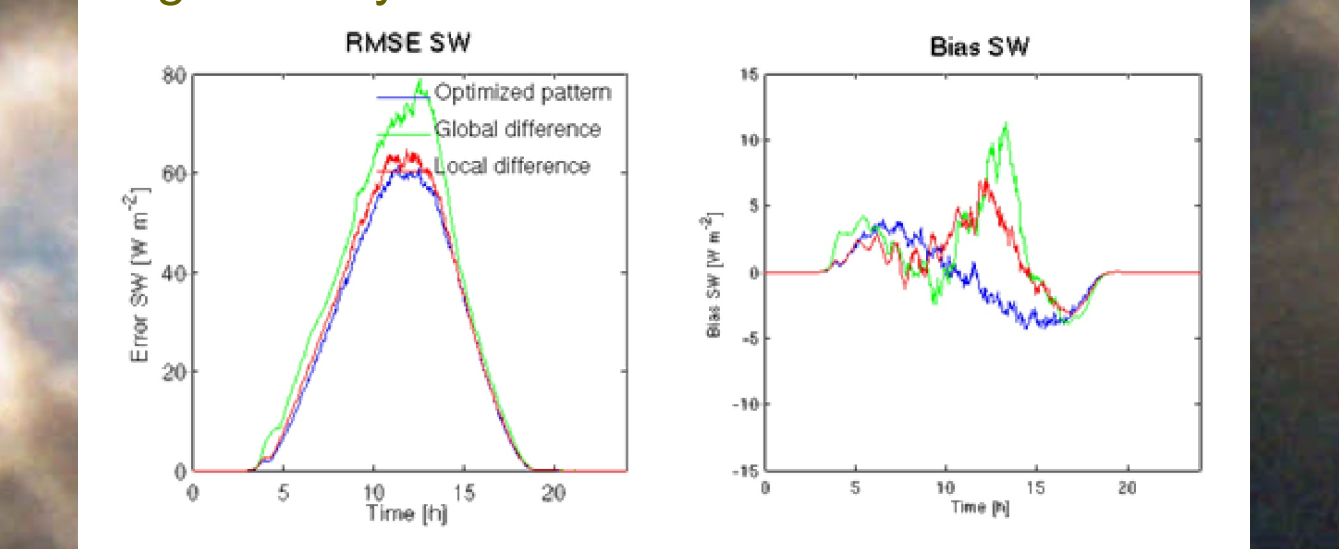 RMSE SW
80
60
40
20
0
0 5 10 15 20
Error SW [W m-2]
Time [h]
Optimized pattern
Global difference
Local difference
Bias SW
15
10
5
0
-5
-10
-15
0 5 10 15 20
Bias SW [W m-2]
Time [h]